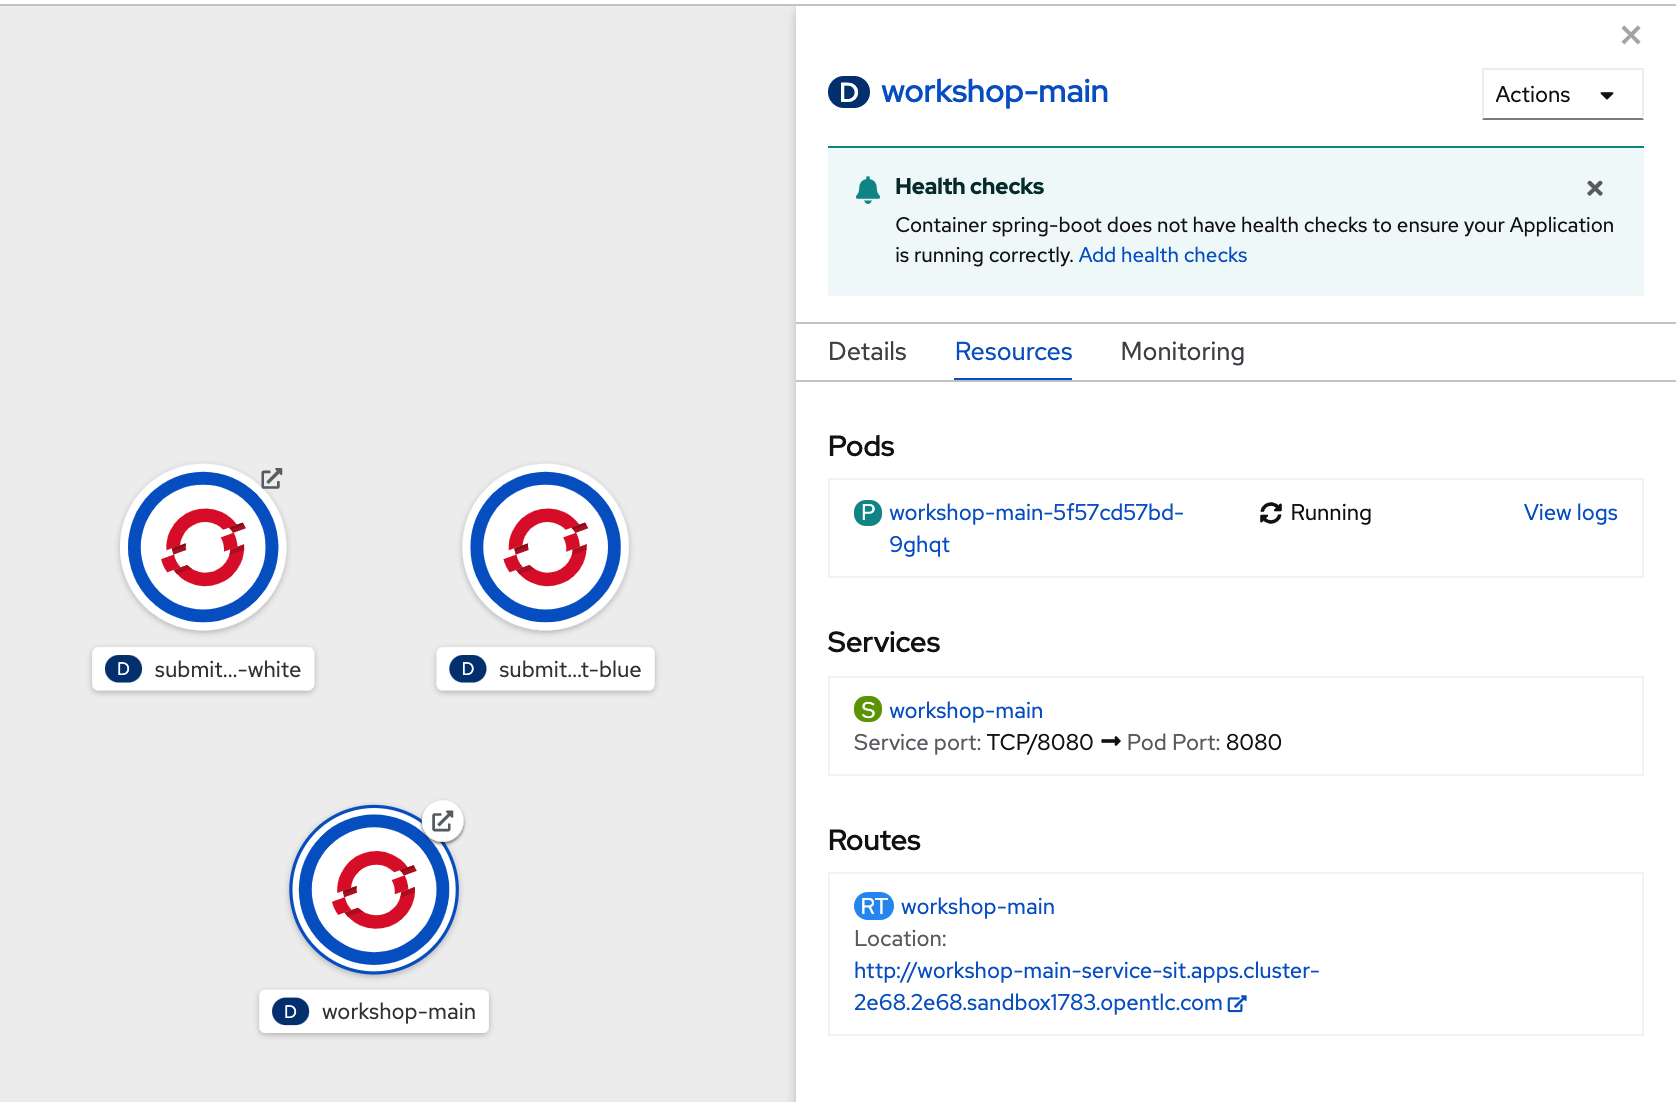 D workshop-main
Actions
Health checks
Container spring-boot does not have health checks to ensure your Application
is running correctly. Add health checks
Details Resources Monitoring
Pods
P workshop-main-5f57cd57bd-
9ghqt
Running
View logs
Services
S workshop-main
Service port: TCP/8080 → Pod Port: 8080
Routes
RT workshop-main
Location:
http://workshop-main-service-sit.apps.cluster-
2e68.2e68.sandbox1783.opentlc.com
D submit...-white
D submit...t-blue
D workshop-main